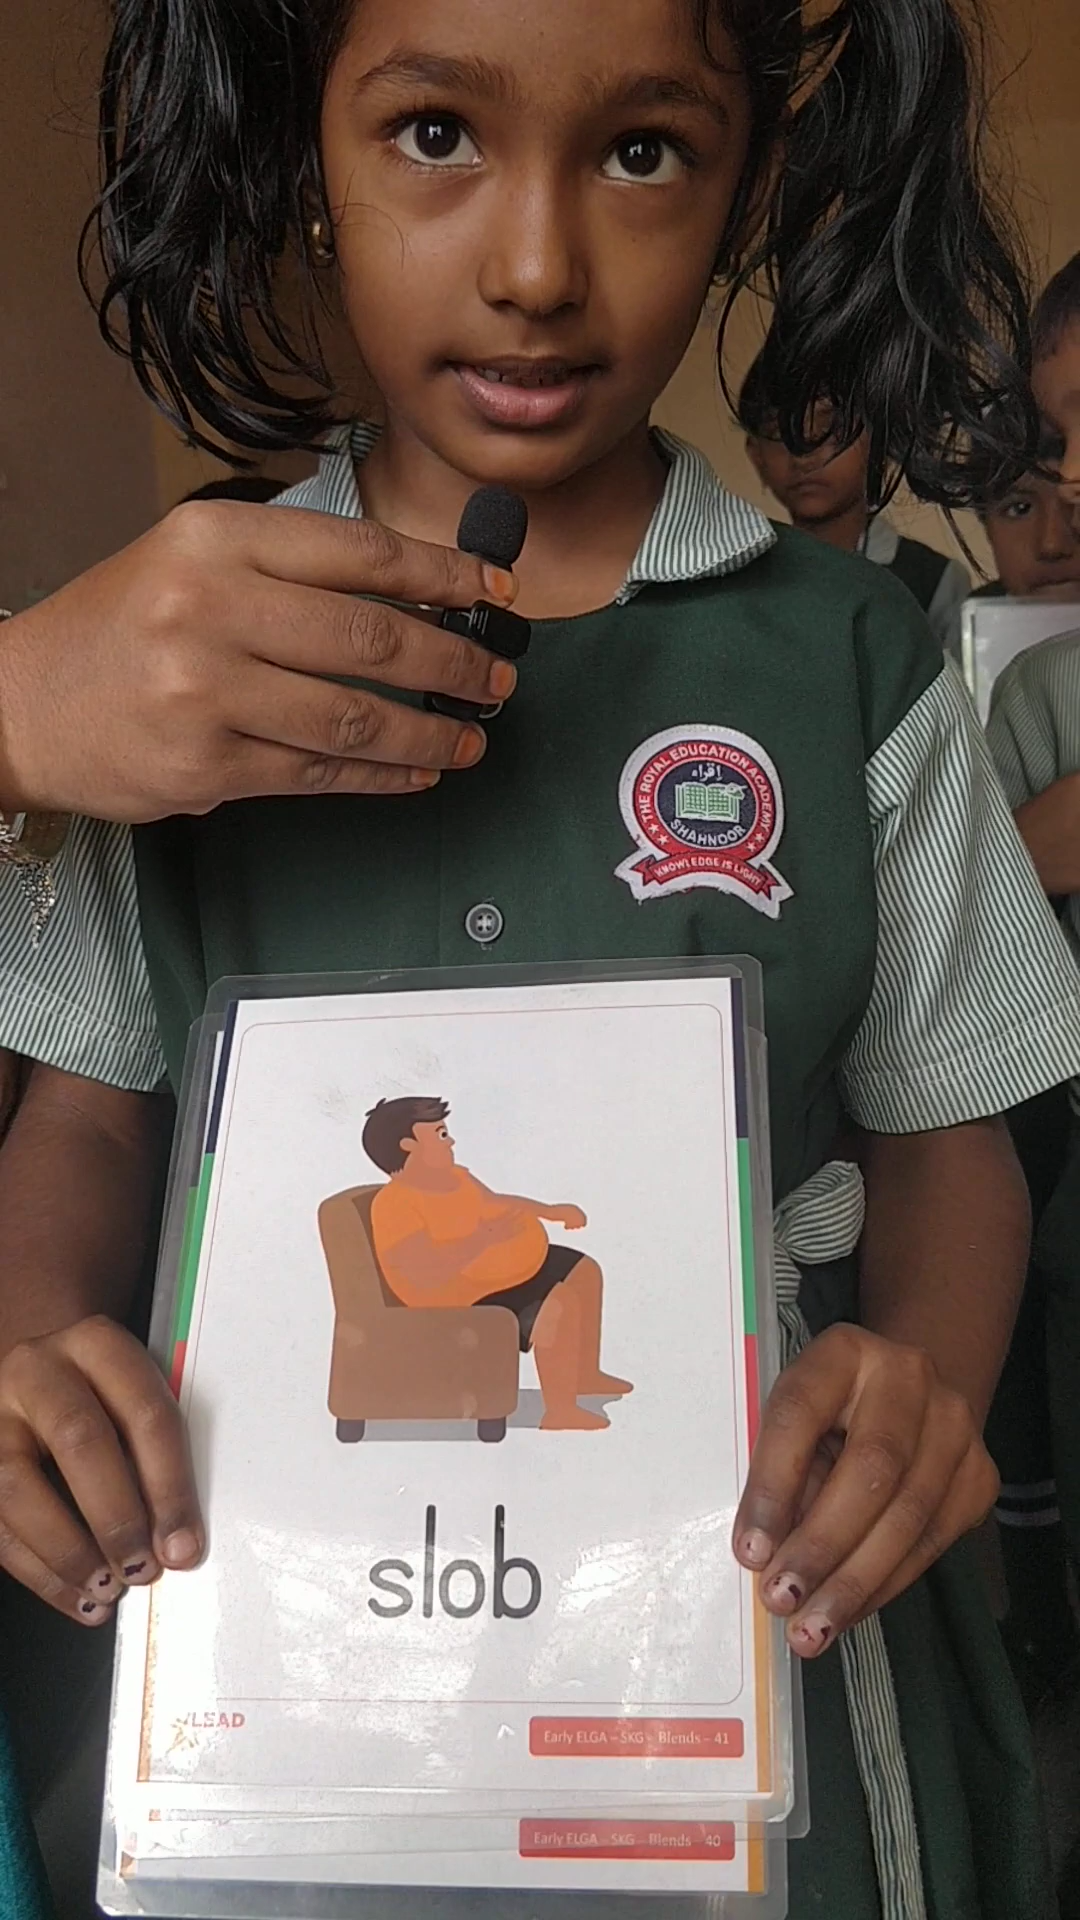 THE ROYAL EDUCATION ACADEMY
اقراء
SHAHNOOR
KNOWLEDGE IS LIGHT
slob
LEAD
Early ELGA – SKG – Blends – 41
Early ELGA – SKG – Blends – 40